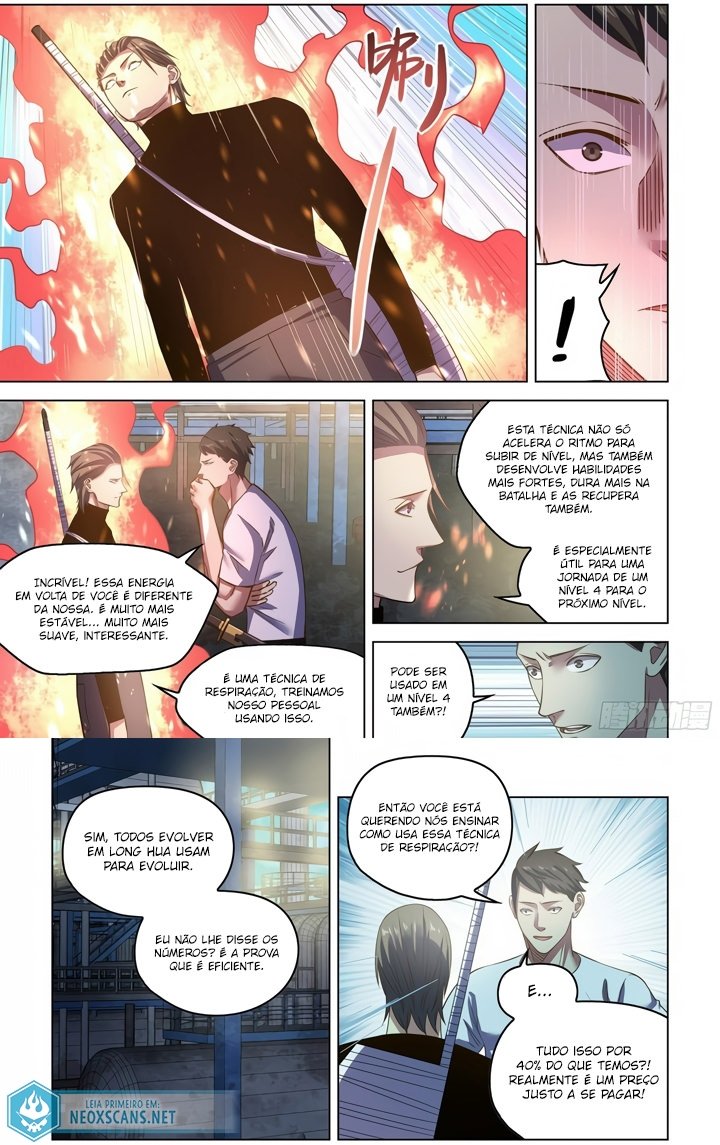 !
INCRÍVEL! ESSA ENERGIA
EM VOLTA DE VOCÊ É DIFERENTE
DA NOSSA. É MUITO MAIS
ESTÁVEL... MUITO MAIS
SUAVE, INTERESSANTE.
É UMA TÉCNICA DE
RESPIRAÇÃO, TREINAMOS
NOSSO PESSOAL
USANDO ISSO.
ESTA TÉCNICA NÃO SÓ
ACELERA O RITMO PARA
SUBIR DE NÍVEL, MAS TAMBÉM
DESENVOLVE HABILIDADES
MAIS FORTES, DURA MAIS NA
BATALHA E AS RECUPERA
TAMBÉM.
É ESPECIALMENTE
ÚTIL PARA UMA
JORNADA DE UM
NÍVEL 4 PARA O
PRÓXIMO NÍVEL.
PODE SER
USADO EM
UM NÍVEL 4
TAMBÉM?!
SIM, TODOS EVOLVER
EM LONG HUA USAM
PARA EVOLUIR.
EU NÃO LHE DISSE OS
NÚMEROS? É A PROVA
QUE É EFICIENTE.
ENTÃO VOCÊ ESTÁ
QUERENDO NÓS ENSINAR
COMO USA ESSA TÉCNICA
DE RESPIRAÇÃO?!
E...
TUDO ISSO POR
40% DO QUE TEMOS?!
REALMENTE É UM PREÇO
JUSTO A SE PAGAR!
LEIA PRIMEIRO EM:
NEOXSCANS.NET